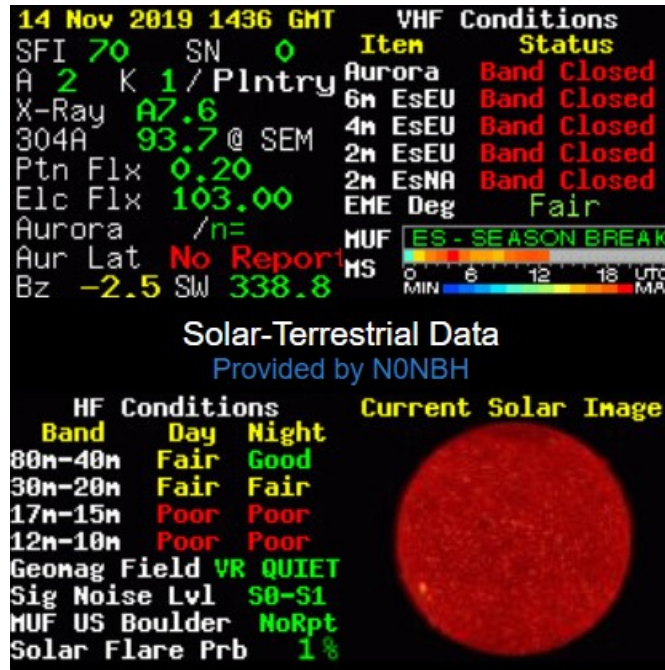 14 Nov 2019 1436 GMT
SFI 70 SN 0
A 2 K 1/Plntry
X-Ray A7.6
304A 93.7 @ SEM
Ptn Flx 0.20
Elc Flx 103.00
Aurora /n=
Aur Lat No Report
Bz -2.5 SW 338.8
VHF Conditions
Item Status
Aurora Band Closed
6m EsEU Band Closed
4m EsEU Band Closed
2m EsEU Band Closed
2m EsNA Band Closed
EME Deg Fair
MUF ES - SEASON BREAK
MS 0 6 12 18 UTC
MIN MA
Solar-Terrestrial Data
Provided by N0NBH
HF Conditions
Band Day Night
80m-40m Fair Good
30m-20m Fair Fair
17m-15m Poor Poor
12m-10m Poor Poor
Geomag Field VR QUIET
Sig Noise Lvl S0-S1
MUF US Boulder NoRpt
Solar Flare Prb 1%
Current Solar Image